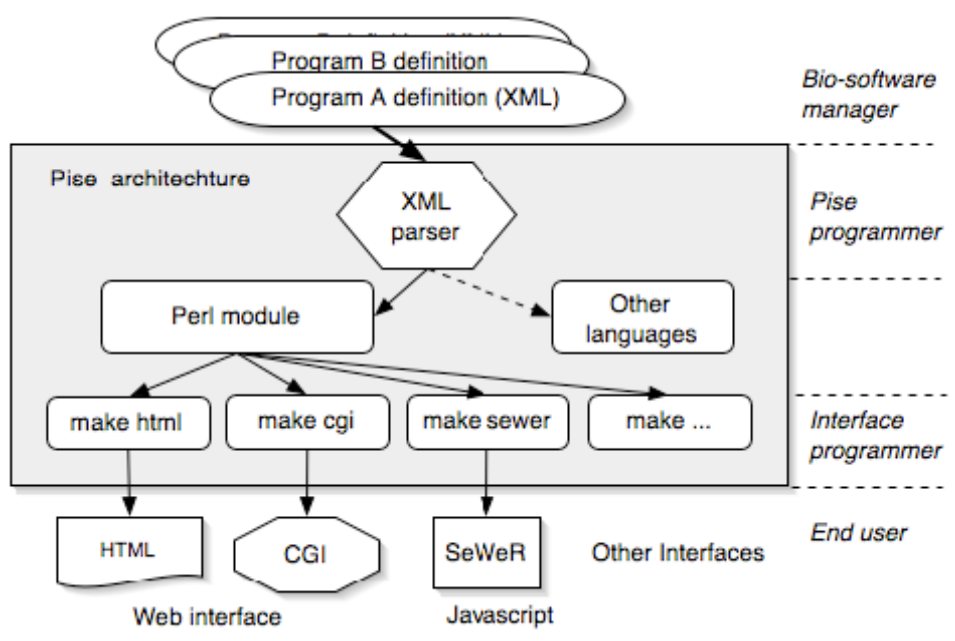 Program B definition
Program A definition (XML)
Bio-software
manager
Pise architechture
XML
parser
Pise
programmer
Perl module
Other
languages
make html
make cgi
make sewer
make ...
Interface
programmer
HTML
CGI
SeWeR
Other Interfaces
End user
Web interface
Javascript